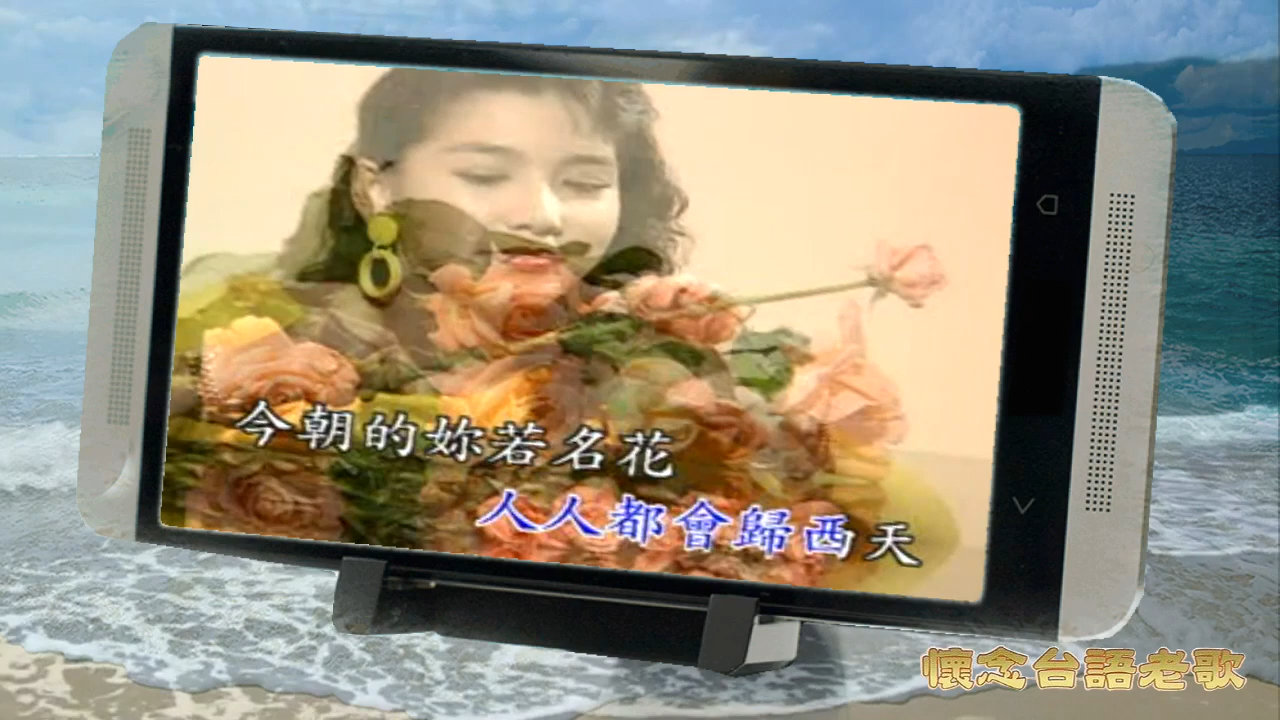 今朝的妳若名花
人人都會歸西天
懷念台語老歌